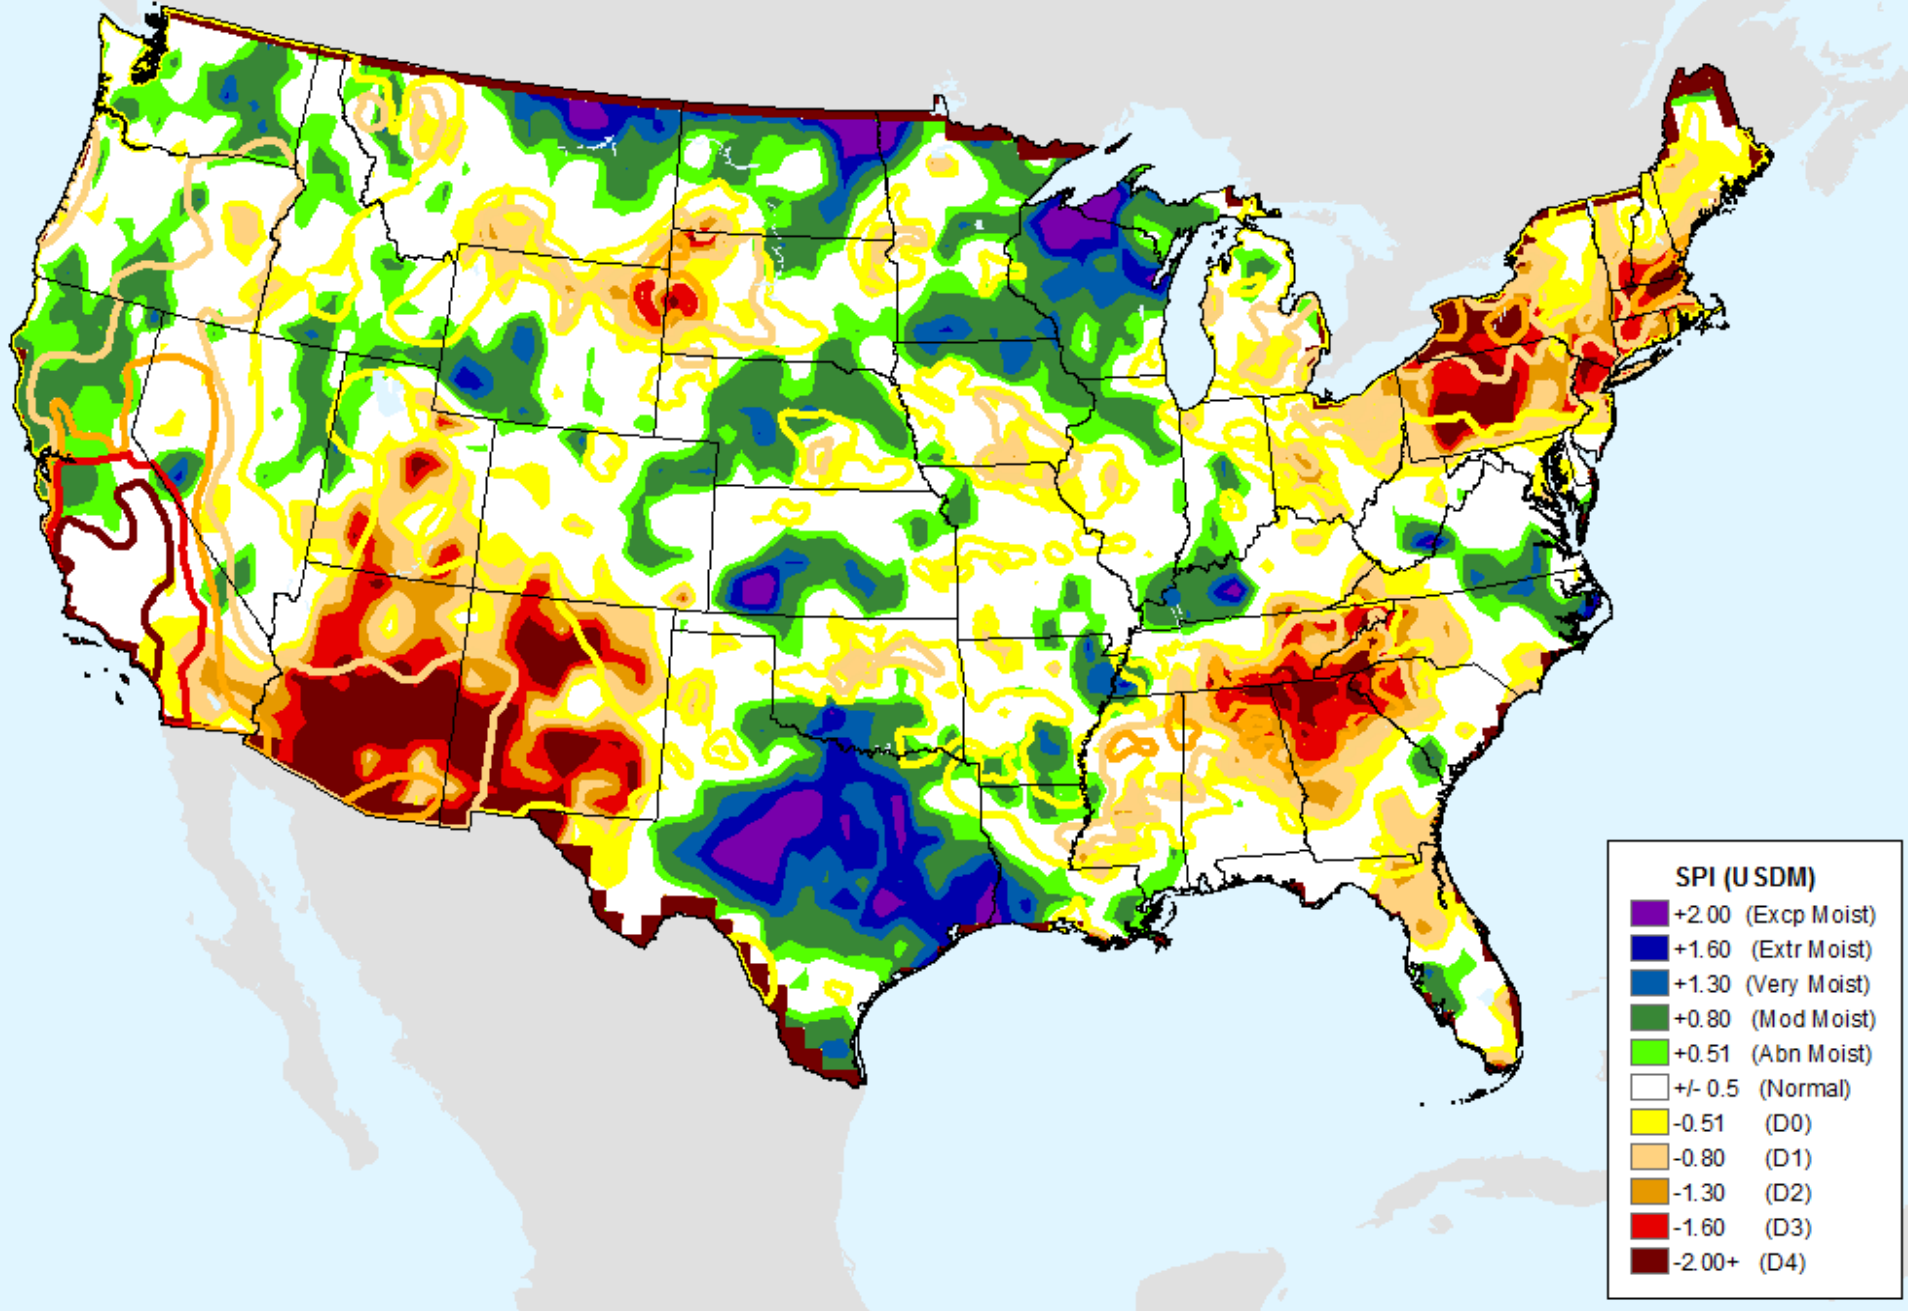 SPI (USDM)
+2.00 (Excp Moist)
+1.60 (Extr Moist)
+1.30 (Very Moist)
+0.80 (Mod Moist)
+0.51 (Abn Moist)
+/- 0.5 (Normal)
-0.51 (D0)
-0.80 (D1)
-1.30 (D2)
-1.60 (D3)
-2.00+ (D4)